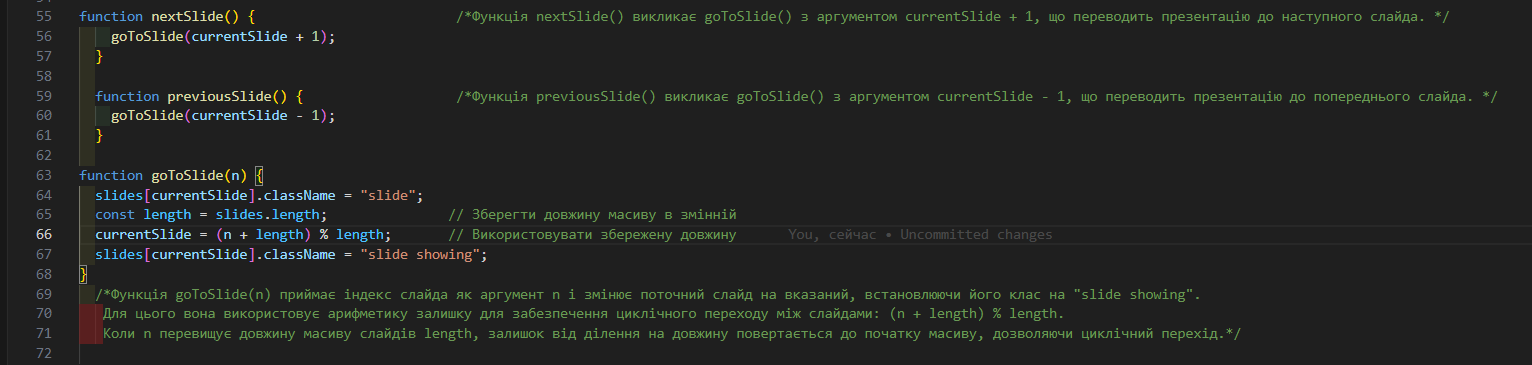 55 function nextSlide() { /*Функція nextSlide() викликає goToSlide() з аргументом currentSlide + 1, що переводить презентацію до наступного слайда. */
56 goToSlide(currentSlide + 1);
57 }
58
59 function previousSlide() { /*Функція previousSlide() викликає goToSlide() з аргументом currentSlide - 1, що переводить презентацію до попереднього слайда. */
60 goToSlide(currentSlide - 1);
61 }
62
63 function goToSlide(n) {
64 slides[currentSlide].className = "slide";
65 const length = slides.length; // Зберегти довжину масиву в змінній
66 currentSlide = (n + length) % length; // Використовувати збережену довжину You, сейчас • Uncommitted changes
67 slides[currentSlide].className = "slide showing";
68 }
69 /*Функція goToSlide(n) приймає індекс слайда як аргумент n і змінює поточний слайд на вказаний, встановлюючи його клас на "slide showing".
70 Для цього вона використовує арифметику залишку для забезпечення циклічного переходу між слайдами: (n + length) % length.
71 Коли n перевищує довжину масиву слайдів length, залишок від ділення на довжину повертається до початку масиву, дозволяючи циклічний перехід.*/
72